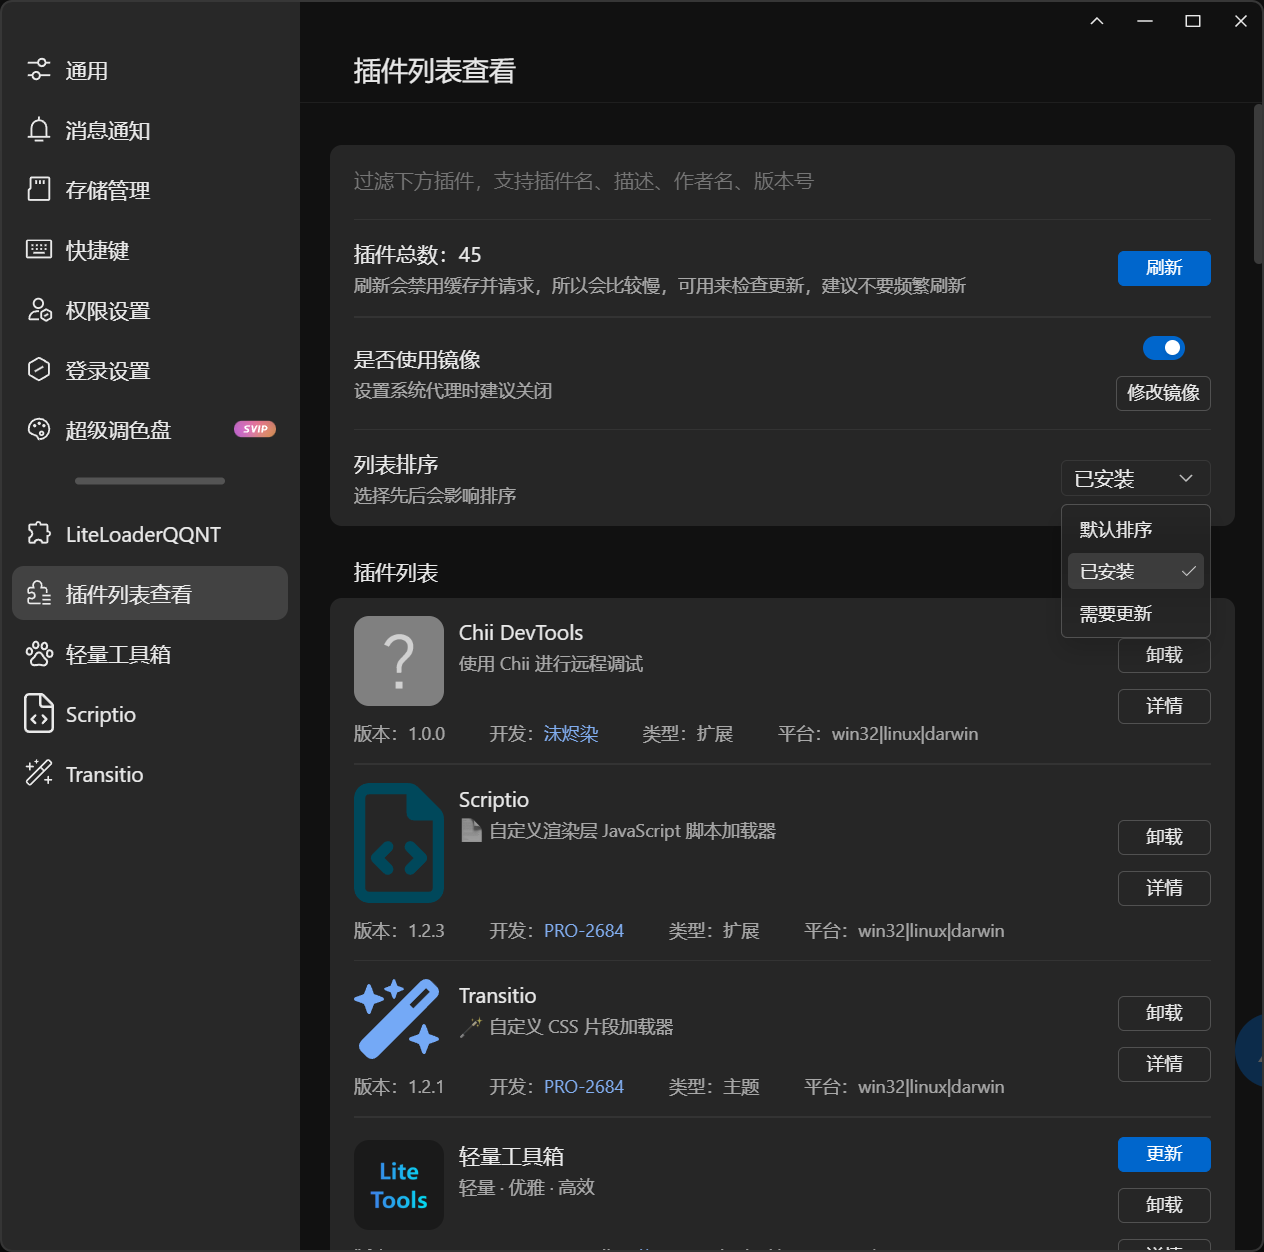 通用
消息通知
存储管理
快捷键
权限设置
登录设置
超级调色盘
SVIP
LiteLoaderQQNT
插件列表查看
轻量工具箱
Scriptio
Transitio
插件列表查看
过滤下方插件，支持插件名、描述、作者名、版本号
插件总数：45
刷新会禁用缓存并请求，所以会比较慢，可用来检查更新，建议不要频繁刷新
刷新
是否使用镜像
设置系统代理时建议关闭
修改镜像
列表排序
选择先后会影响排序
已安装
默认排序
已安装
需要更新
插件列表
?
Chii DevTools
使用 Chii 进行远程调试
卸载
详情
版本：1.0.0 开发：沫烬染 类型：扩展 平台：win32|linux|darwin
Scriptio
自定义渲染层 JavaScript 脚本加载器
卸载
详情
版本：1.2.3 开发：PRO-2684 类型：扩展 平台：win32|linux|darwin
Transitio
自定义 CSS 片段加载器
卸载
详情
版本：1.2.1 开发：PRO-2684 类型：主题 平台：win32|linux|darwin
Lite
Tools
轻量工具箱
轻量 · 优雅 · 高效
更新
卸载